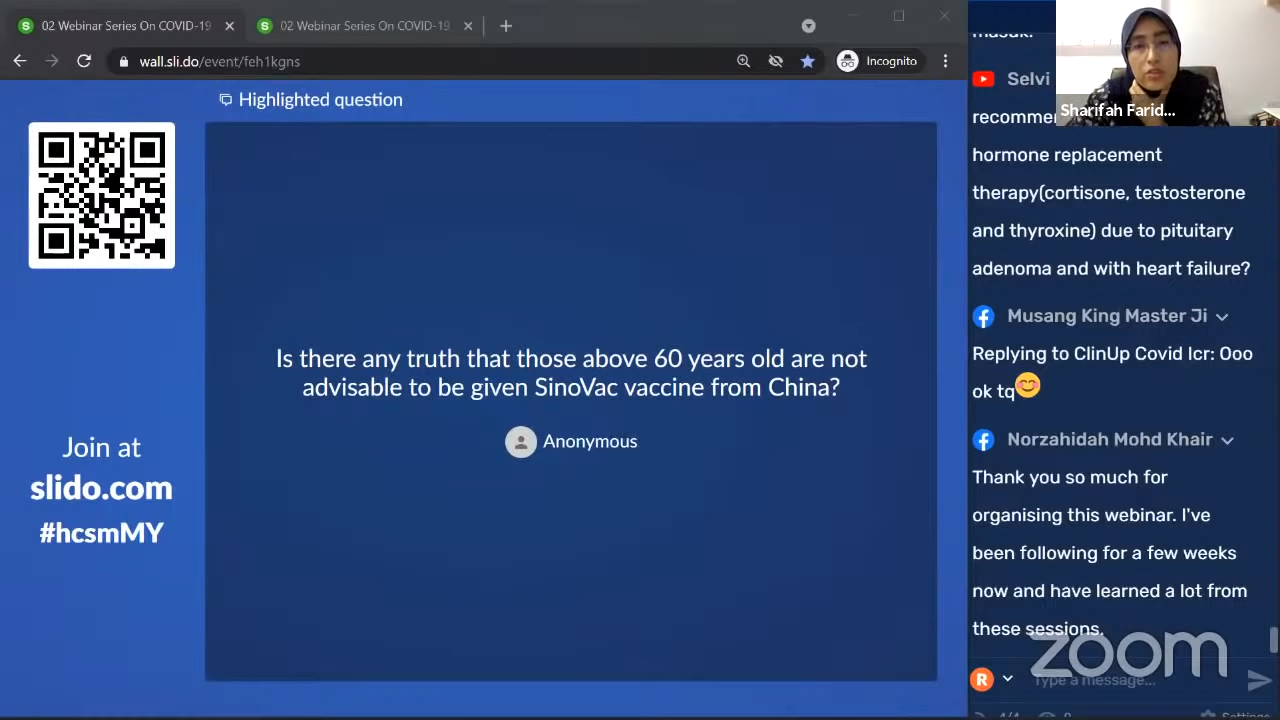 02 Webinar Series On COVID-19
02 Webinar Series On COVID-19
wall.sli.do/event/feh1kgns
Incognito
Highlighted question
Is there any truth that those above 60 years old are not
advisable to be given SinoVac vaccine from China?
Anonymous
Join at
slido.com
#hcsmMY
Sharifah Farid...
masuk.
Selvi
hormone replacement
therapy(cortisone, testosterone
and thyroxine) due to pituitary
adenoma and with heart failure?
Musang King Master Ji
Replying to ClinUp Covid Icr: Ooo
ok tq😊
Norzahidah Mohd Khair
Thank you so much for
organising this webinar. I've
been following for a few weeks
now and have learned a lot from
these sessions.
zoom
R
Type a message...